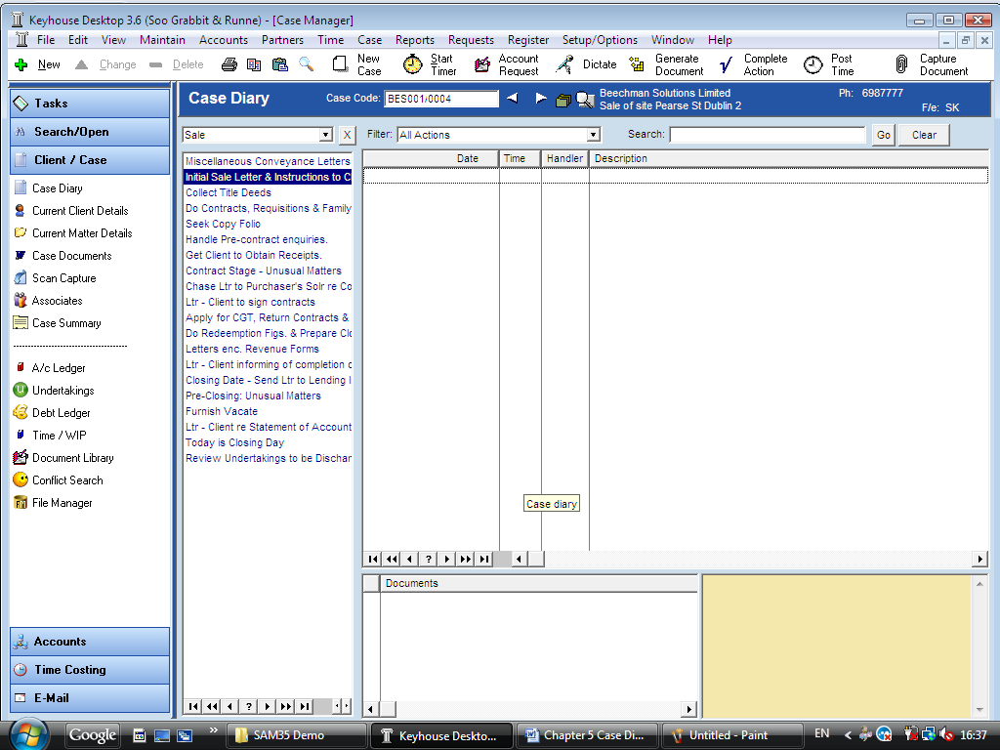 Keyhouse Desktop 3.6 (Soo Grabbit & Runne) - [Case Manager]
File Edit View Maintain Accounts Partners Time Case Reports Requests Register Setup/Options Window Help
New Change Delete New Case Start Timer Account Request Dictate Generate Document Complete Action Post Time Capture Document
Tasks
Search/Open
Client / Case
Case Diary
Current Client Details
Current Matter Details
Case Documents
Scan Capture
Associates
Case Summary
A/c Ledger
Undertakings
Debt Ledger
Time / WIP
Document Library
Conflict Search
File Manager
Accounts
Time Costing
E-Mail
Case Diary
Case Code: BES001/0004
Beechman Solutions Limited
Sale of site Pearse St Dublin 2
Ph: 6987777
F/e: SK
Sale X
Filter: All Actions
Search: Go Clear
Miscellaneous Conveyance Letters
Initial Sale Letter & Instructions to C
Collect Title Deeds
Do Contracts, Requisitions & Family
Seek Copy Folio
Handle Pre-contract enquiries.
Get Client to Obtain Receipts.
Contract Stage - Unusual Matters
Chase Ltr to Purchaser's Solr re Co
Ltr - Client to sign contracts
Apply for CGT, Return Contracts &
Do Redeemption Figs. & Prepare Clo
Letters enc. Revenue Forms
Ltr - Client informing of completion d
Closing Date - Send Ltr to Lending I
Pre-Closing: Unusual Matters
Furnish Vacate
Ltr - Client re Statement of Account
Today is Closing Day
Review Undertakings to be Dischar
Date Time Handler Description
Case diary
?
Documents
?
Google » SAM35 Demo Keyhouse Deskto... Chapter 5 Case Di... Untitled - Paint EN < 16:37